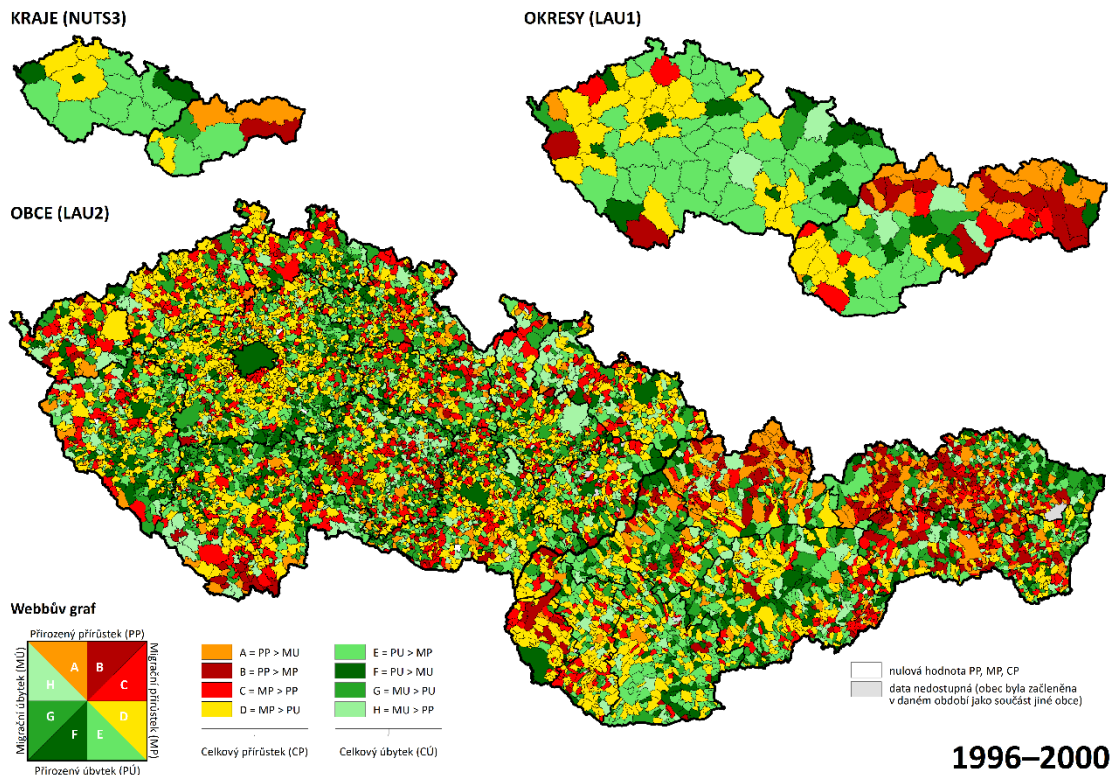 KRAJE (NUTS3)
OKRESY (LAU1)
OBCE (LAU2)
Webbův graf
Přirozený přírůstek (PP)
Migrační úbytek (MÚ)
Migrační přírůstek (MP)
A
B
H
C
G
D
F
E
Přirozený úbytek (PÚ)
A = PP > MU
B = PP > MP
C = MP > PP
D = MP > PU
Celkový přírůstek (CP)
E = PU > MP
F = PU > MU
G = MU > PU
H = MU > PP
Celkový úbytek (CÚ)
nulová hodnota PP, MP, CP
data nedostupná (obec byla začleněna
v daném období jako součást jiné obce)
1996–2000